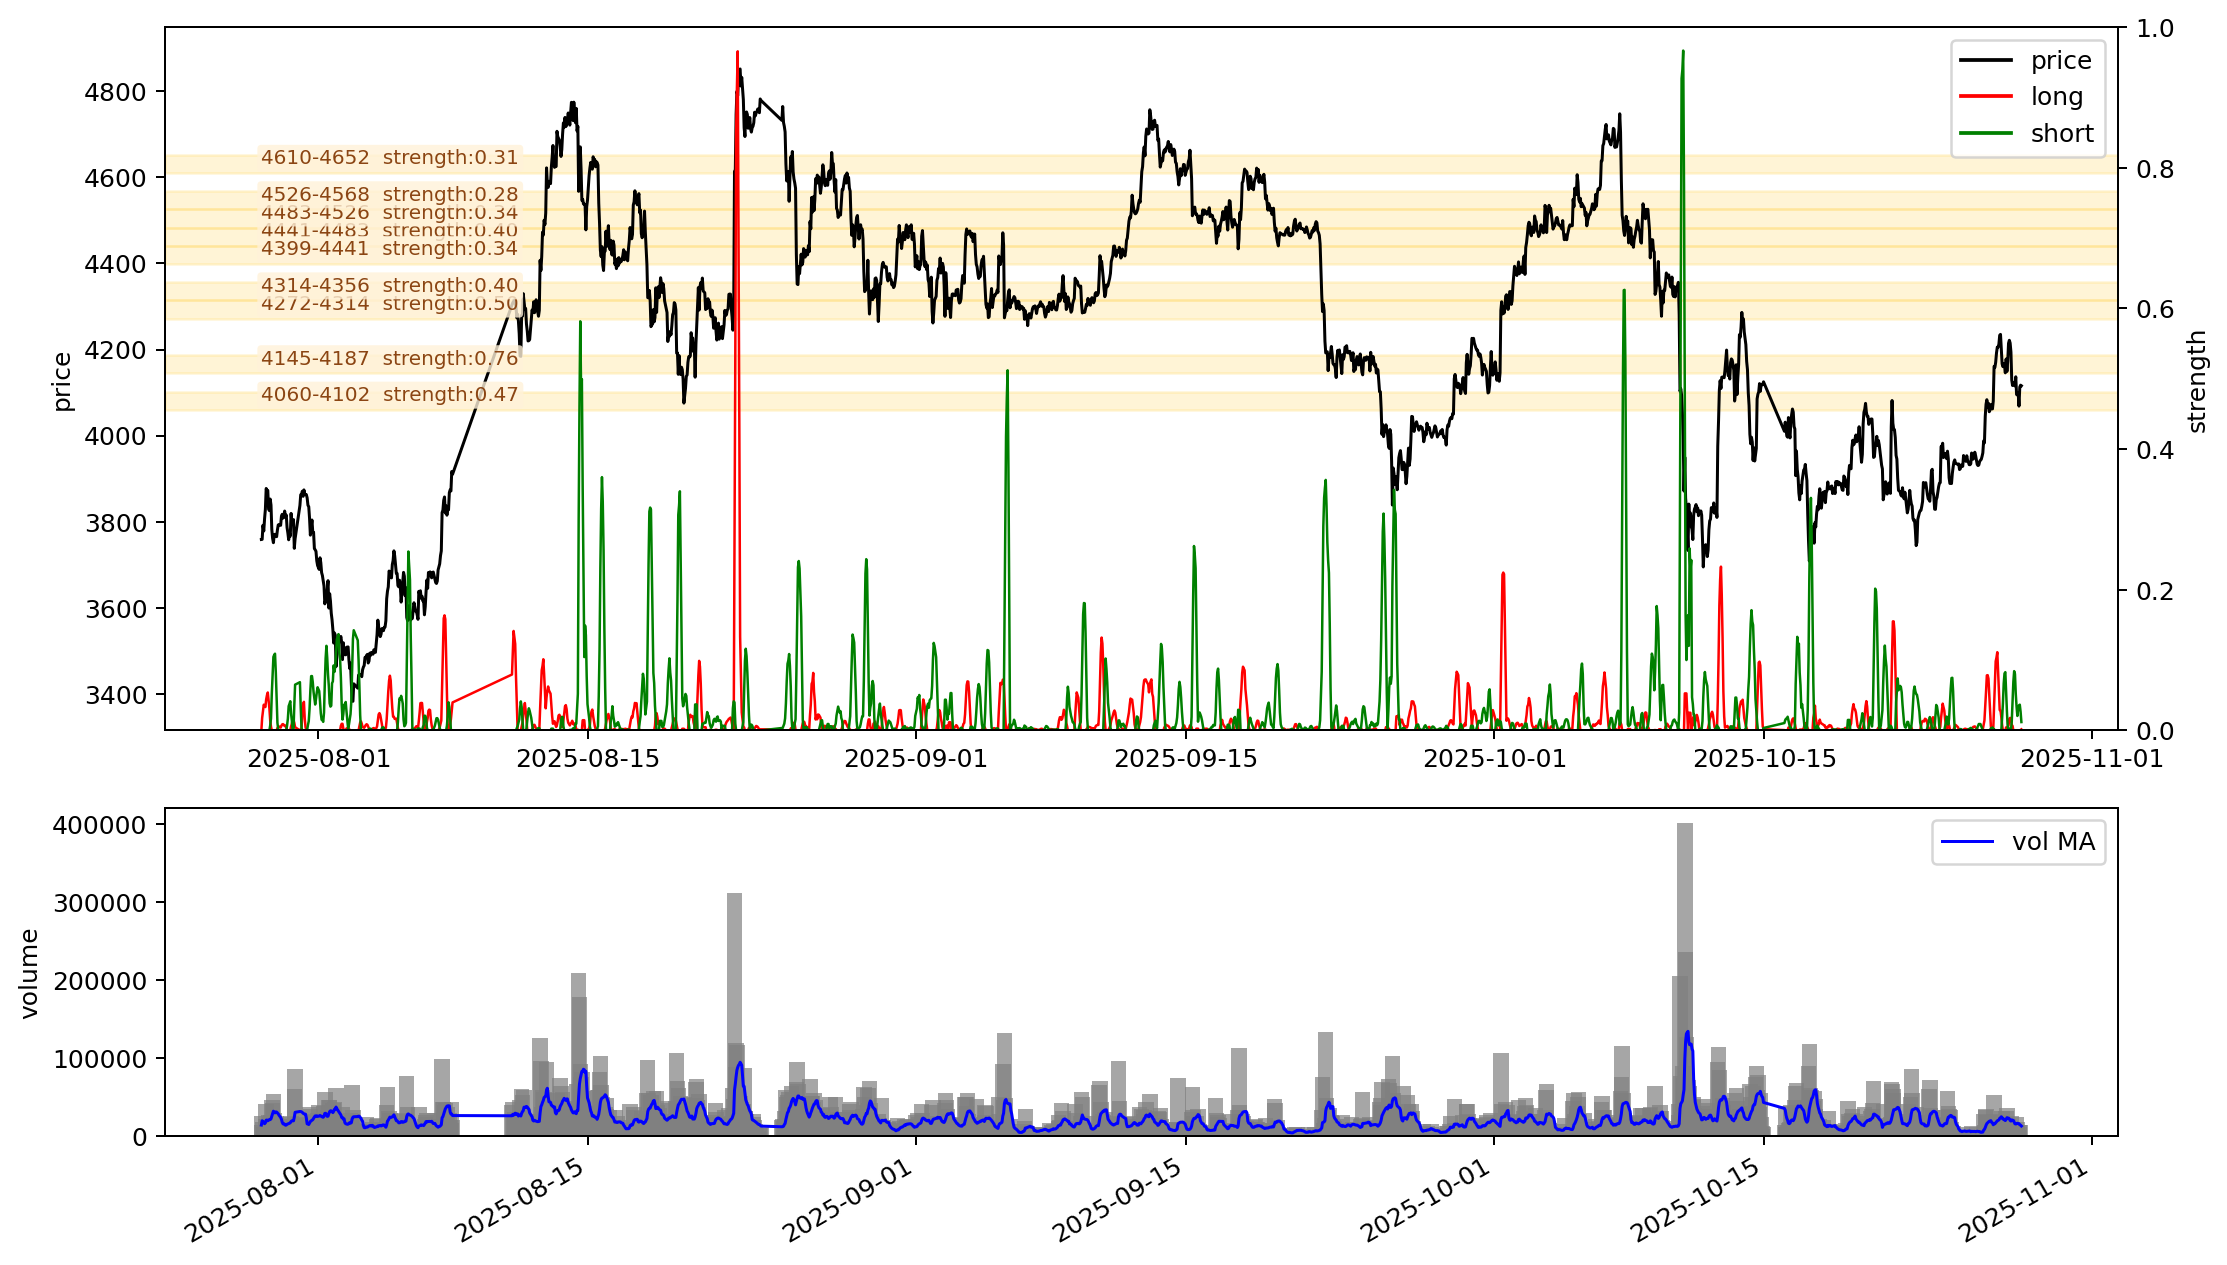 1.0
price
long
short
4800
4600
4400
4200
4000
3800
3600
3400
price
4610-4652 strength:0.31
4526-4568 strength:0.28
4483-4526 strength:0.34
4441-4483 strength:0.40
4399-4441 strength:0.34
4314-4356 strength:0.40
4272-4314 strength:0.50
4145-4187 strength:0.76
4060-4102 strength:0.47
0.8
0.6
0.4
0.2
0.0
strength
2025-08-01
2025-08-15
2025-09-01
2025-09-15
2025-10-01
2025-10-15
2025-11-01
400000
300000
200000
100000
0
volume
vol MA
2025-08-01
2025-08-15
2025-09-01
2025-09-15
2025-10-01
2025-10-15
2025-11-01